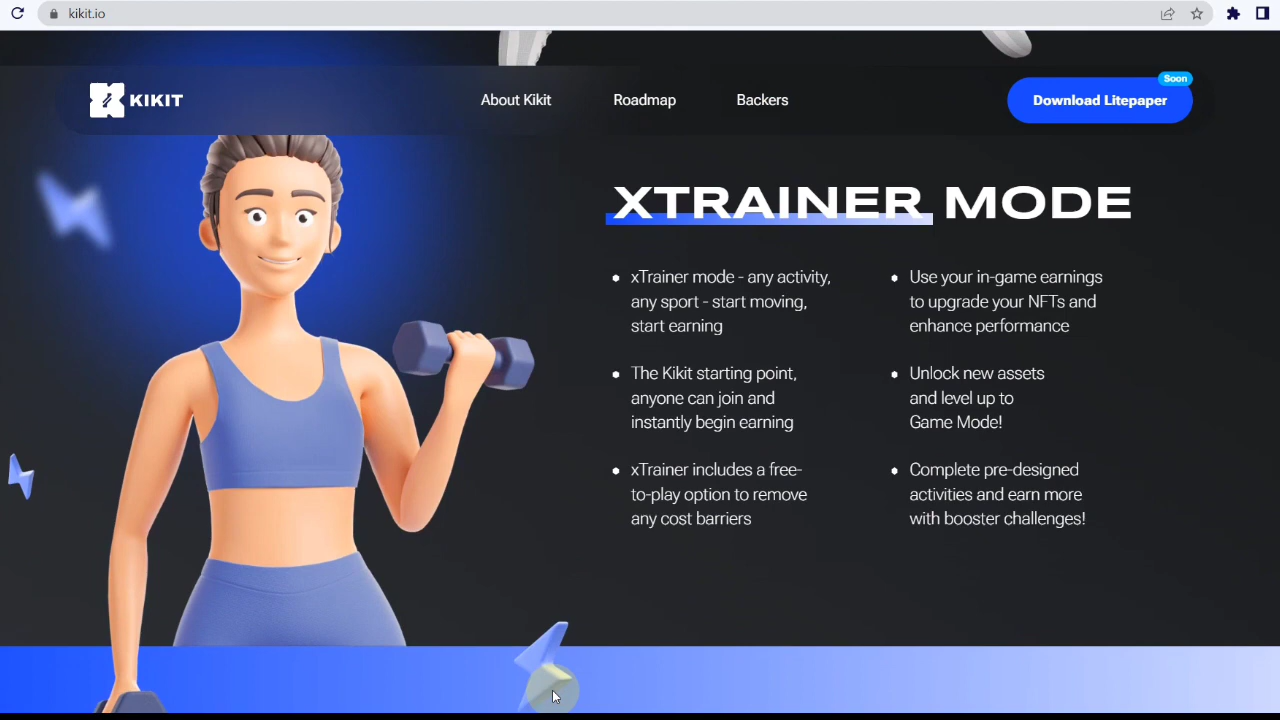 kikit.io
KIKIT
About Kikit
Roadmap
Backers
Soon
Download Litepaper
XTRAINER MODE
xTrainer mode - any activity,
any sport - start moving,
start earning
The Kikit starting point,
anyone can join and
instantly begin earning
xTrainer includes a free-
to-play option to remove
any cost barriers
Use your in-game earnings
to upgrade your NFTs and
enhance performance
Unlock new assets
and level up to
Game Mode!
Complete pre-designed
activities and earn more
with booster challenges!